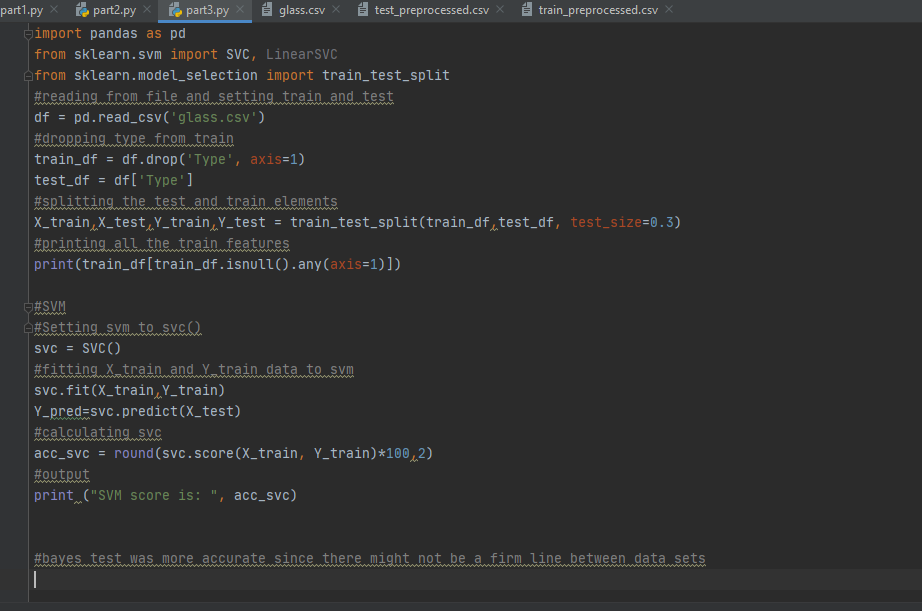 part1.py part2.py part3.py glass.csv test_preprocessed.csv train_preprocessed.csv
import pandas as pd
from sklearn.svm import SVC, LinearSVC
from sklearn.model_selection import train_test_split
#reading from file and setting train and test
df = pd.read_csv('glass.csv')
#dropping type from train
train_df = df.drop('Type', axis=1)
test_df = df['Type']
#splitting the test and train elements
X_train,X_test,Y_train,Y_test = train_test_split(train_df,test_df, test_size=0.3)
#printing all the train features
print(train_df[train_df.isnull().any(axis=1)])
#SVM
#Setting svm to svc()
svc = SVC()
#fitting X_train and Y_train data to svm
svc.fit(X_train,Y_train)
Y_pred=svc.predict(X_test)
#calculating svc
acc_svc = round(svc.score(X_train, Y_train)*100,2)
#output
print ("SVM score is: ", acc_svc)
#bayes test was more accurate since there might not be a firm line between data sets